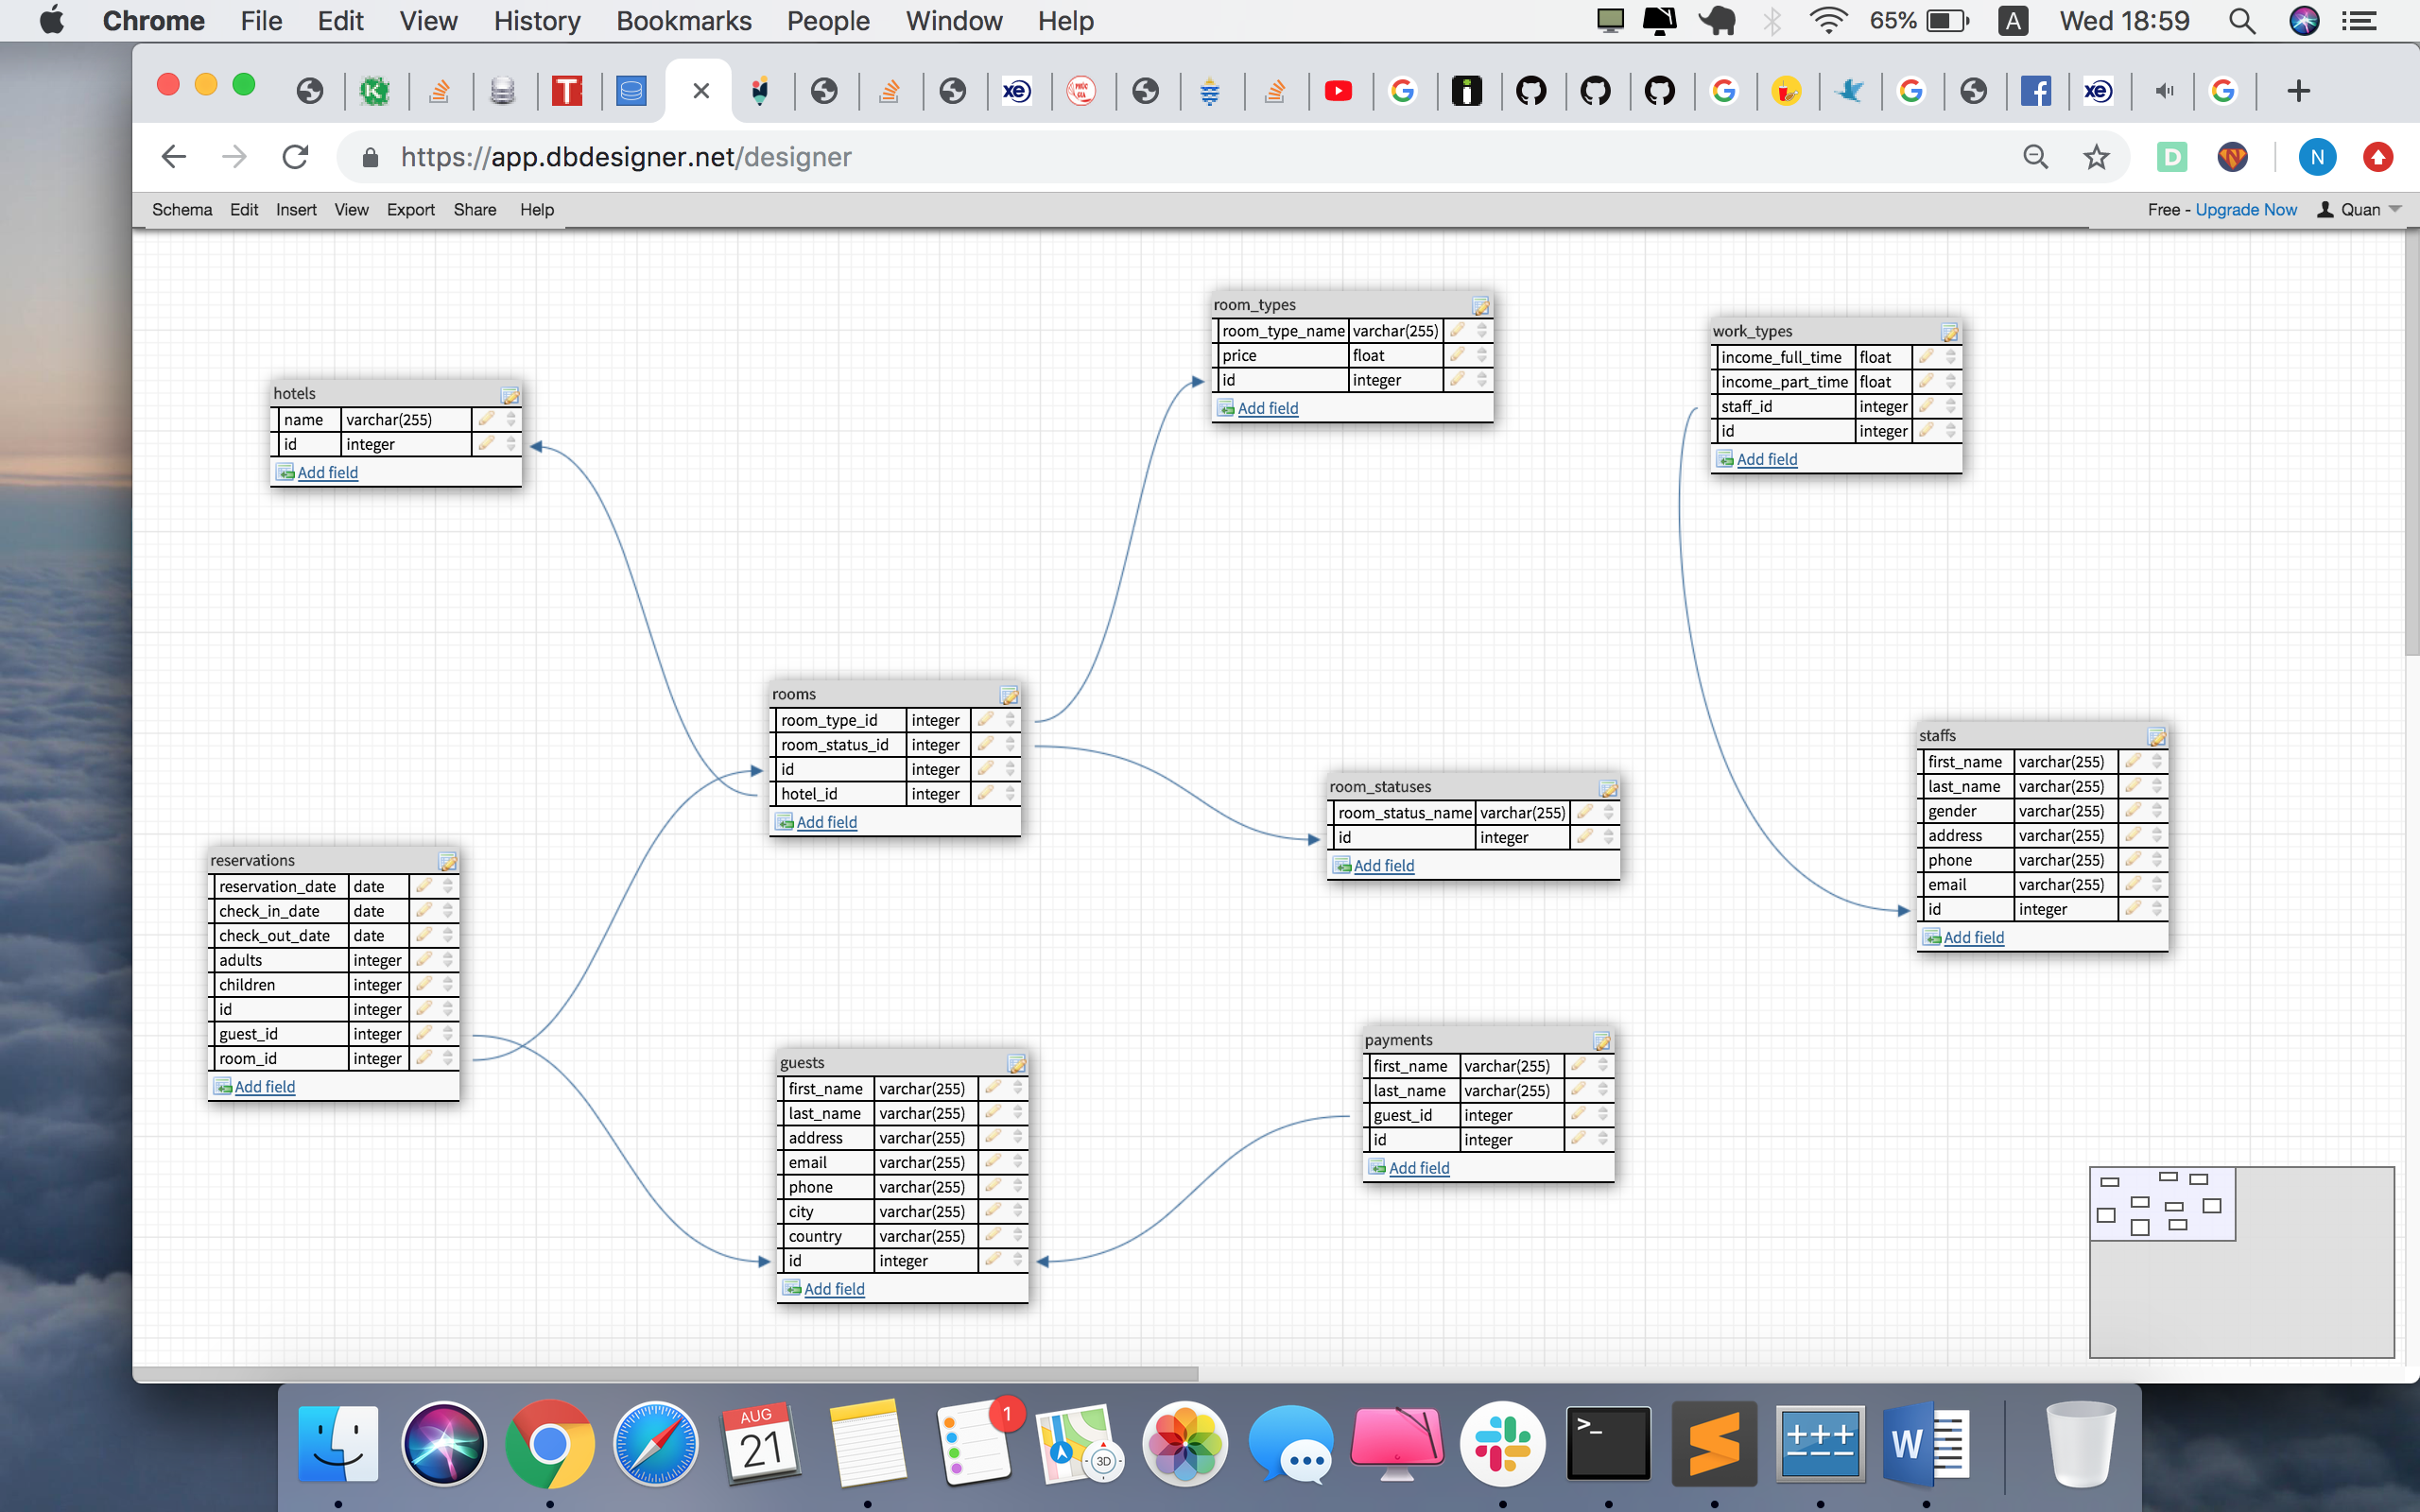 Chrome File Edit View History Bookmarks People Window Help 65% A Wed 18:59
https://app.dbdesigner.net/designer
Schema Edit Insert View Export Share Help Free - Upgrade Now Quan
room_types
room_type_name varchar(255)
price float
id integer
Add field
work_types
income_full_time float
income_part_time float
staff_id integer
id integer
Add field
hotels
name varchar(255)
id integer
Add field
rooms
room_type_id integer
room_status_id integer
id integer
hotel_id integer
Add field
staffs
first_name varchar(255)
last_name varchar(255)
gender varchar(255)
address varchar(255)
phone varchar(255)
email varchar(255)
id integer
Add field
room_statuses
room_status_name varchar(255)
id integer
Add field
reservations
reservation_date date
check_in_date date
check_out_date date
adults integer
children integer
id integer
guest_id integer
room_id integer
Add field
guests
first_name varchar(255)
last_name varchar(255)
address varchar(255)
email varchar(255)
phone varchar(255)
city varchar(255)
country varchar(255)
id integer
Add field
payments
first_name varchar(255)
last_name varchar(255)
guest_id integer
id integer
Add field
AUG
21
1
3D
>_
W